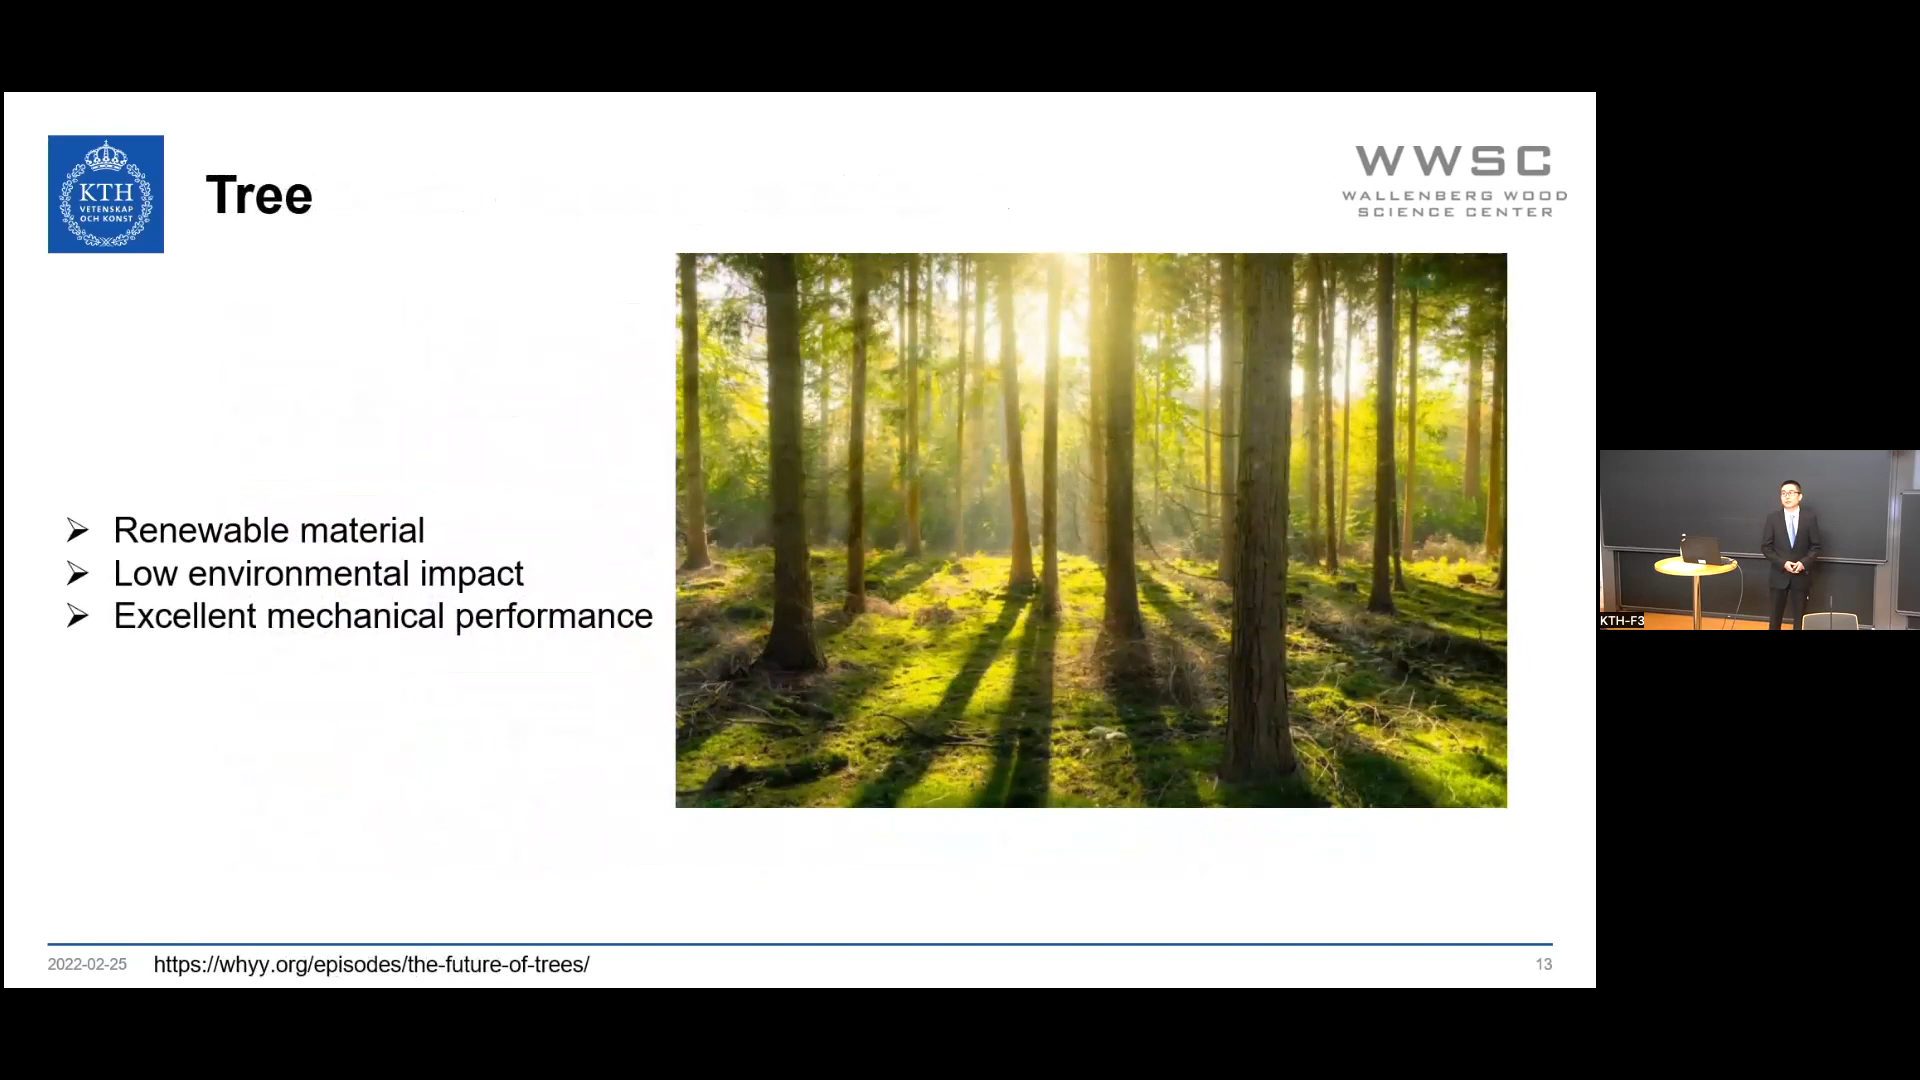 KTH
VETENSKAP
OCH KONST
Tree
WWSC
WALLENBERG WOOD
SCIENCE CENTER
➢ Renewable material
➢ Low environmental impact
➢ Excellent mechanical performance
KTH-F3
2022-02-25
https://whyy.org/episodes/the-future-of-trees/
13